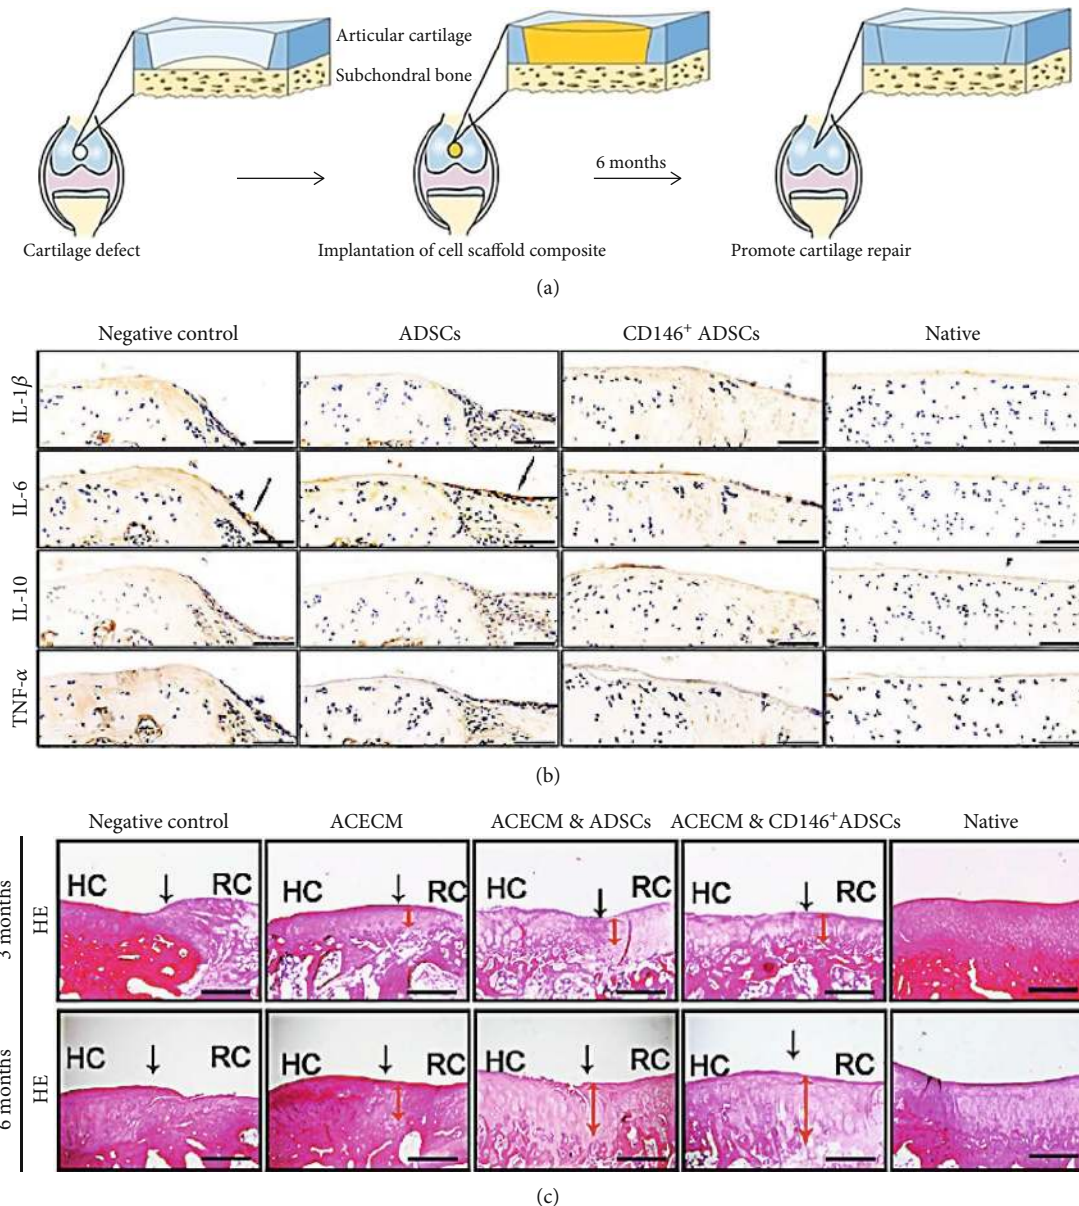 Articular cartilage
Subchondral bone
6 months
Cartilage defect
Implantation of cell scaffold composite
Promote cartilage repair
(a)
Negative control ADSCs CD146⁺ ADSCs Native
IL-1β
IL-6
IL-10
TNF-α
(b)
Negative control ACECM ACECM & ADSCs ACECM & CD146⁺ADSCs Native
3 months
HE
HC RC HC RC HC RC HC RC
6 months
HE
HC RC HC RC HC RC HC RC
(c)